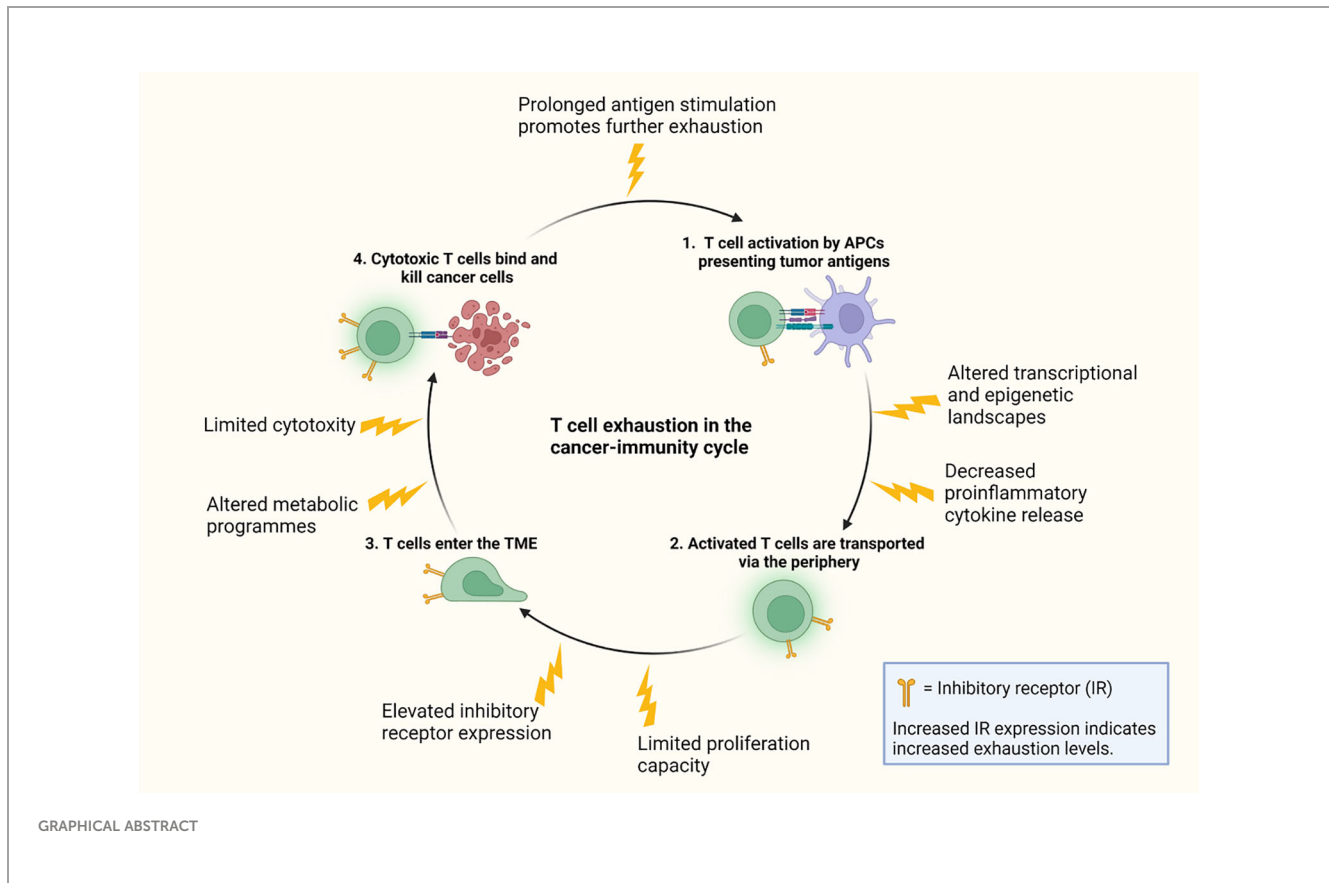 Prolonged antigen stimulation
promotes further exhaustion
1. T cell activation by APCs
presenting tumor antigens
4. Cytotoxic T cells bind and
kill cancer cells
Altered transcriptional
and epigenetic
landscapes
Limited cytotoxity
T cell exhaustion in the
cancer-immunity cycle
Decreased
proinflammatory
cytokine release
Altered metabolic
programmes
3. T cells enter the TME
2. Activated T cells are transported
via the periphery
Elevated inhibitory
receptor expression
Limited proliferation
capacity
= Inhibitory receptor (IR)
Increased IR expression indicates
increased exhaustion levels.
GRAPHICAL ABSTRACT